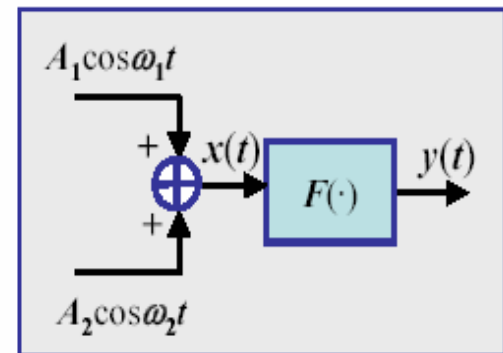 A₁cosω₁t
+ x(t) y(t)
F(·)
+
A₂cosω₂t